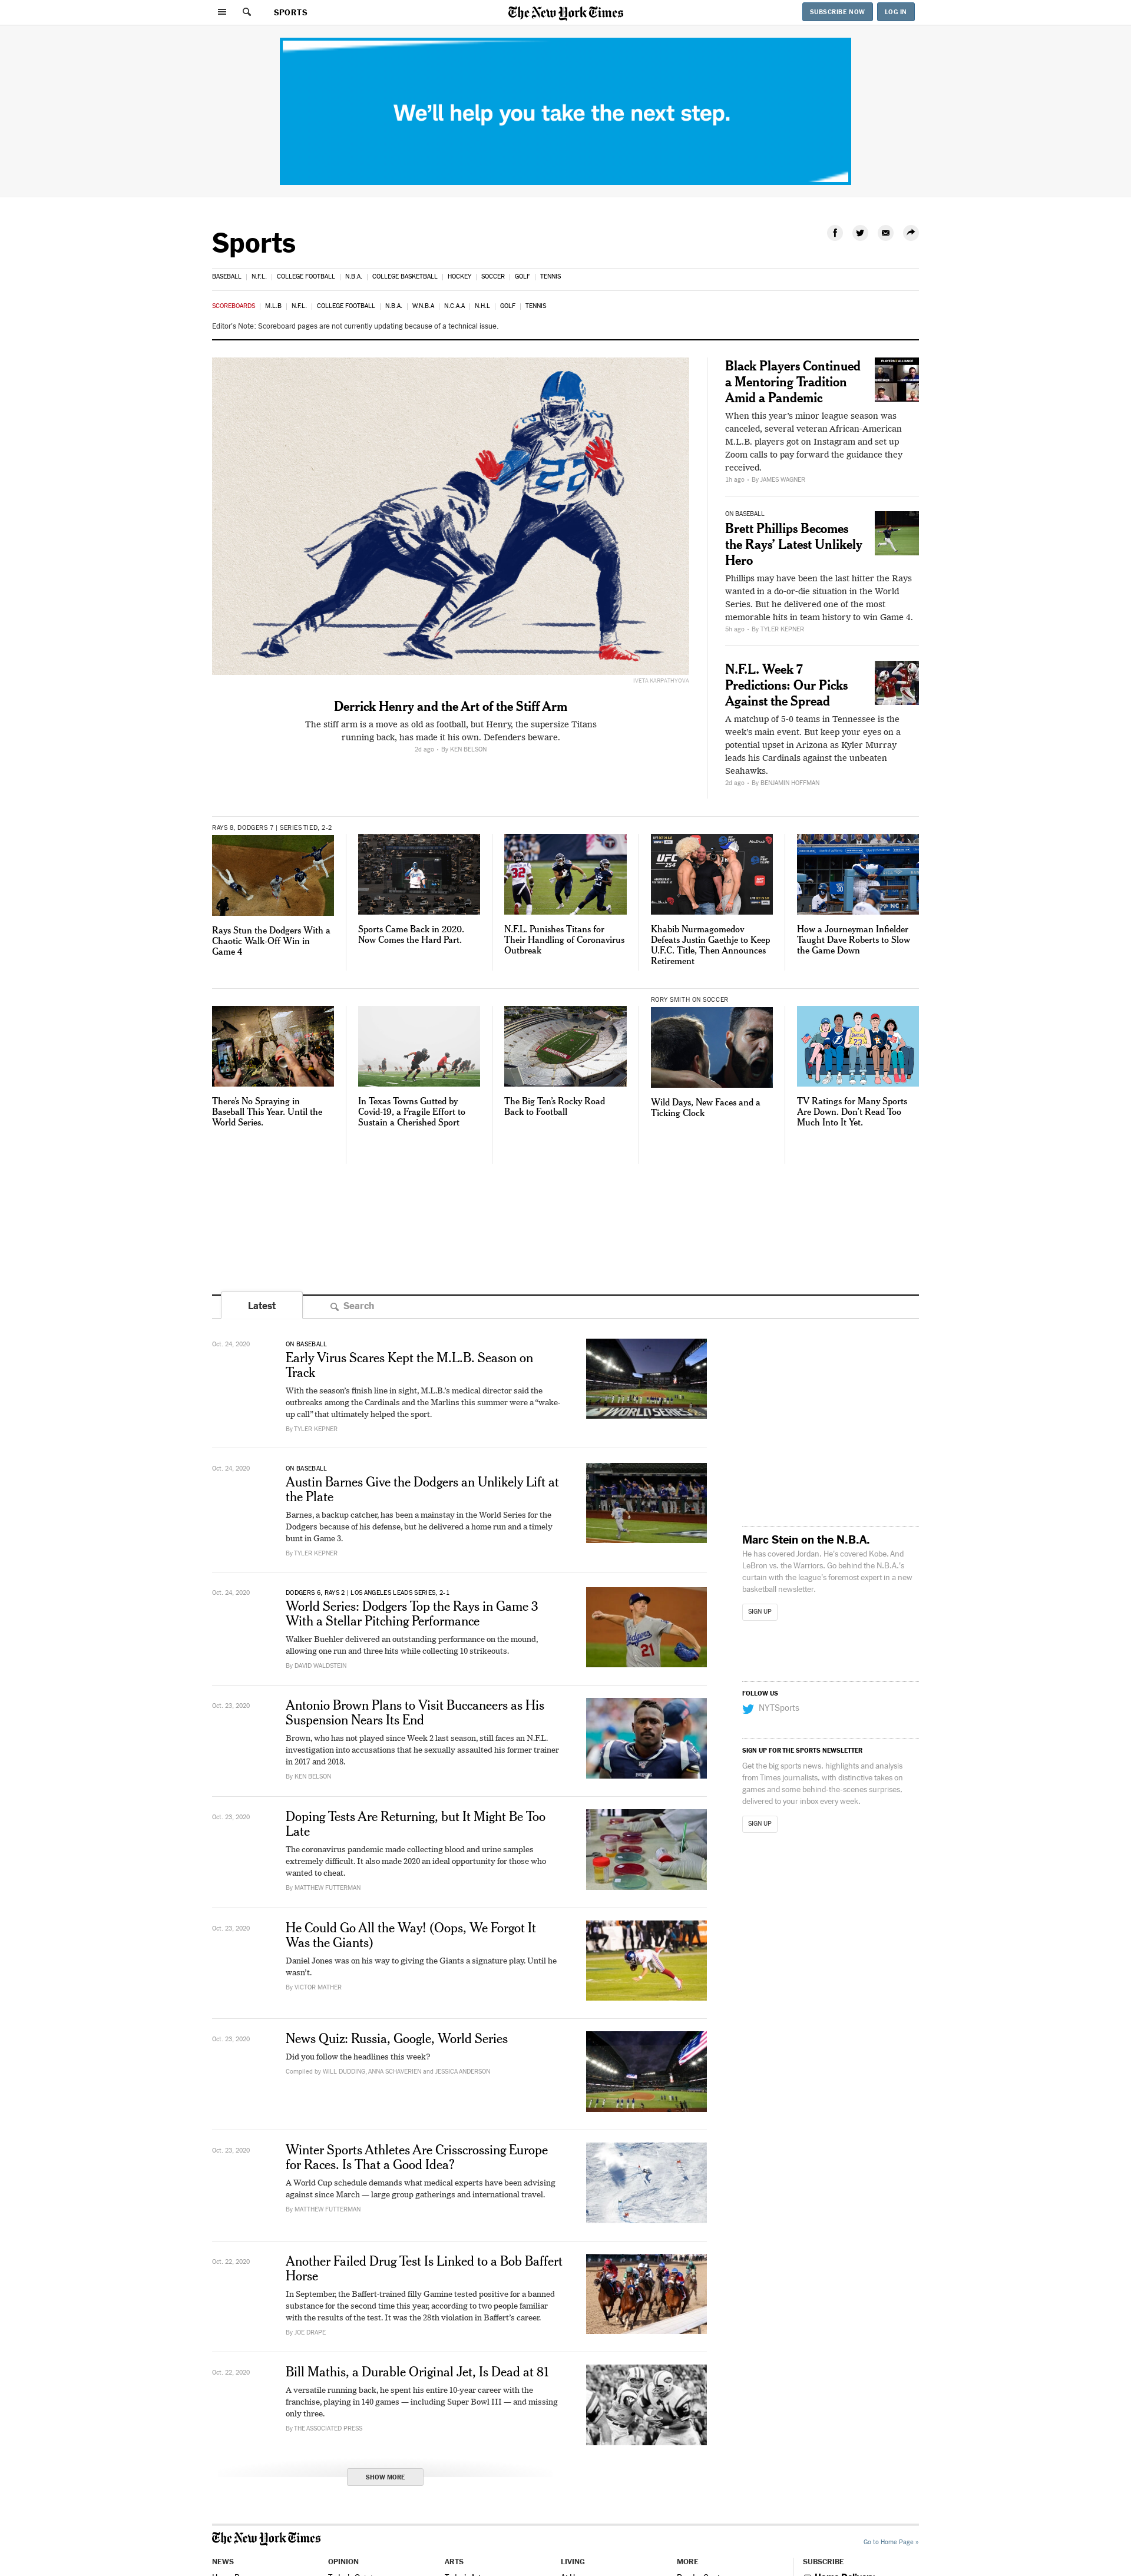 SPORTS
The New York Times
SUBSCRIBE NOW
LOG IN
We'll help you take the next step.
Sports
BASEBALL | N.F.L. | COLLEGE FOOTBALL | N.B.A. | COLLEGE BASKETBALL | HOCKEY | SOCCER | GOLF | TENNIS
SCOREBOARDS | M.L.B | N.F.L. | COLLEGE FOOTBALL | N.B.A. | W.N.B.A | N.C.A.A | N.H.L | GOLF | TENNIS
Editor's Note: Scoreboard pages are not currently updating because of a technical issue.
22
IVETA KARPATHYOVA
Derrick Henry and the Art of the Stiff Arm
The stiff arm is a move as old as football, but Henry, the supersize Titans
running back, has made it his own. Defenders beware.
2d ago - By KEN BELSON
Black Players Continued
a Mentoring Tradition
Amid a Pandemic
When this year's minor league season was
canceled, several veteran African-American
M.L.B. players got on Instagram and set up
Zoom calls to pay forward the guidance they
received.
1h ago - By JAMES WAGNER
ON BASEBALL
Brett Phillips Becomes
the Rays' Latest Unlikely
Hero
Phillips may have been the last hitter the Rays
wanted in a do-or-die situation in the World
Series. But he delivered one of the most
memorable hits in team history to win Game 4.
5h ago - By TYLER KEPNER
N.F.L. Week 7
Predictions: Our Picks
Against the Spread
A matchup of 5-0 teams in Tennessee is the
week's main event. But keep your eyes on a
potential upset in Arizona as Kyler Murray
leads his Cardinals against the unbeaten
Seahawks.
2d ago - By BENJAMIN HOFFMAN
RAYS 8, DODGERS 7 | SERIES TIED, 2-2
Rays Stun the Dodgers With a
Chaotic Walk-Off Win in
Game 4
Sports Came Back in 2020.
Now Comes the Hard Part.
32
N.F.L. Punishes Titans for
Their Handling of Coronavirus
Outbreak
UFC
254
Khabib Nurmagomedov
Defeats Justin Gaethje to Keep
U.F.C. Title, Then Announces
Retirement
How a Journeyman Infielder
Taught Dave Roberts to Slow
the Game Down
There's No Spraying in
Baseball This Year. Until the
World Series.
In Texas Towns Gutted by
Covid-19, a Fragile Effort to
Sustain a Cherished Sport
The Big Ten's Rocky Road
Back to Football
RORY SMITH ON SOCCER
Wild Days, New Faces and a
Ticking Clock
23
TV Ratings for Many Sports
Are Down. Don't Read Too
Much Into It Yet.
Latest
Search
Oct. 24, 2020
ON BASEBALL
Early Virus Scares Kept the M.L.B. Season on
Track
With the season's finish line in sight, M.L.B.'s medical director said the
outbreaks among the Cardinals and the Marlins this summer were a "wake-
up call" that ultimately helped the sport.
By TYLER KEPNER
WORLD SERIES
Oct. 24, 2020
ON BASEBALL
Austin Barnes Give the Dodgers an Unlikely Lift at
the Plate
Barnes, a backup catcher, has been a mainstay in the World Series for the
Dodgers because of his defense, but he delivered a home run and a timely
bunt in Game 3.
By TYLER KEPNER
Oct. 24, 2020
DODGERS 6, RAYS 2 | LOS ANGELES LEADS SERIES, 2-1
World Series: Dodgers Top the Rays in Game 3
With a Stellar Pitching Performance
Walker Buehler delivered an outstanding performance on the mound,
allowing one run and three hits while collecting 10 strikeouts.
By DAVID WALDSTEIN
Dodgers
21
Oct. 23, 2020
Antonio Brown Plans to Visit Buccaneers as His
Suspension Nears Its End
Brown, who has not played since Week 2 last season, still faces an N.F.L.
investigation into accusations that he sexually assaulted his former trainer
in 2017 and 2018.
By KEN BELSON
Oct. 23, 2020
Doping Tests Are Returning, but It Might Be Too
Late
The coronavirus pandemic made collecting blood and urine samples
extremely difficult. It also made 2020 an ideal opportunity for those who
wanted to cheat.
By MATTHEW FUTTERMAN
Oct. 23, 2020
He Could Go All the Way! (Oops, We Forgot It
Was the Giants)
Daniel Jones was on his way to giving the Giants a signature play. Until he
wasn't.
By VICTOR MATHER
Oct. 23, 2020
News Quiz: Russia, Google, World Series
Did you follow the headlines this week?
Compiled by WILL DUDDING, ANNA SCHAVERIEN and JESSICA ANDERSON
Oct. 23, 2020
Winter Sports Athletes Are Crisscrossing Europe
for Races. Is That a Good Idea?
A World Cup schedule demands what medical experts have been advising
against since March — large group gatherings and international travel.
By MATTHEW FUTTERMAN
Oct. 22, 2020
Another Failed Drug Test Is Linked to a Bob Baffert
Horse
In September, the Baffert-trained filly Gamine tested positive for a banned
substance for the second time this year, according to two people familiar
with the results of the test. It was the 28th violation in Baffert's career.
By JOE DRAPE
Oct. 22, 2020
Bill Mathis, a Durable Original Jet, Is Dead at 81
A versatile running back, he spent his entire 10-year career with the
franchise, playing in 140 games — including Super Bowl III — and missing
only three.
By THE ASSOCIATED PRESS
SHOW MORE
Marc Stein on the N.B.A.
He has covered Jordan. He's covered Kobe. And
LeBron vs. the Warriors. Go behind the N.B.A.'s
curtain with the league's foremost expert in a new
basketball newsletter.
SIGN UP
FOLLOW US
NYTSports
SIGN UP FOR THE SPORTS NEWSLETTER
Get the big sports news, highlights and analysis
from Times journalists, with distinctive takes on
games and some behind-the-scenes surprises,
delivered to your inbox every week.
SIGN UP
The New York Times
Go to Home Page »
NEWS
OPINION
ARTS
LIVING
MORE
SUBSCRIBE